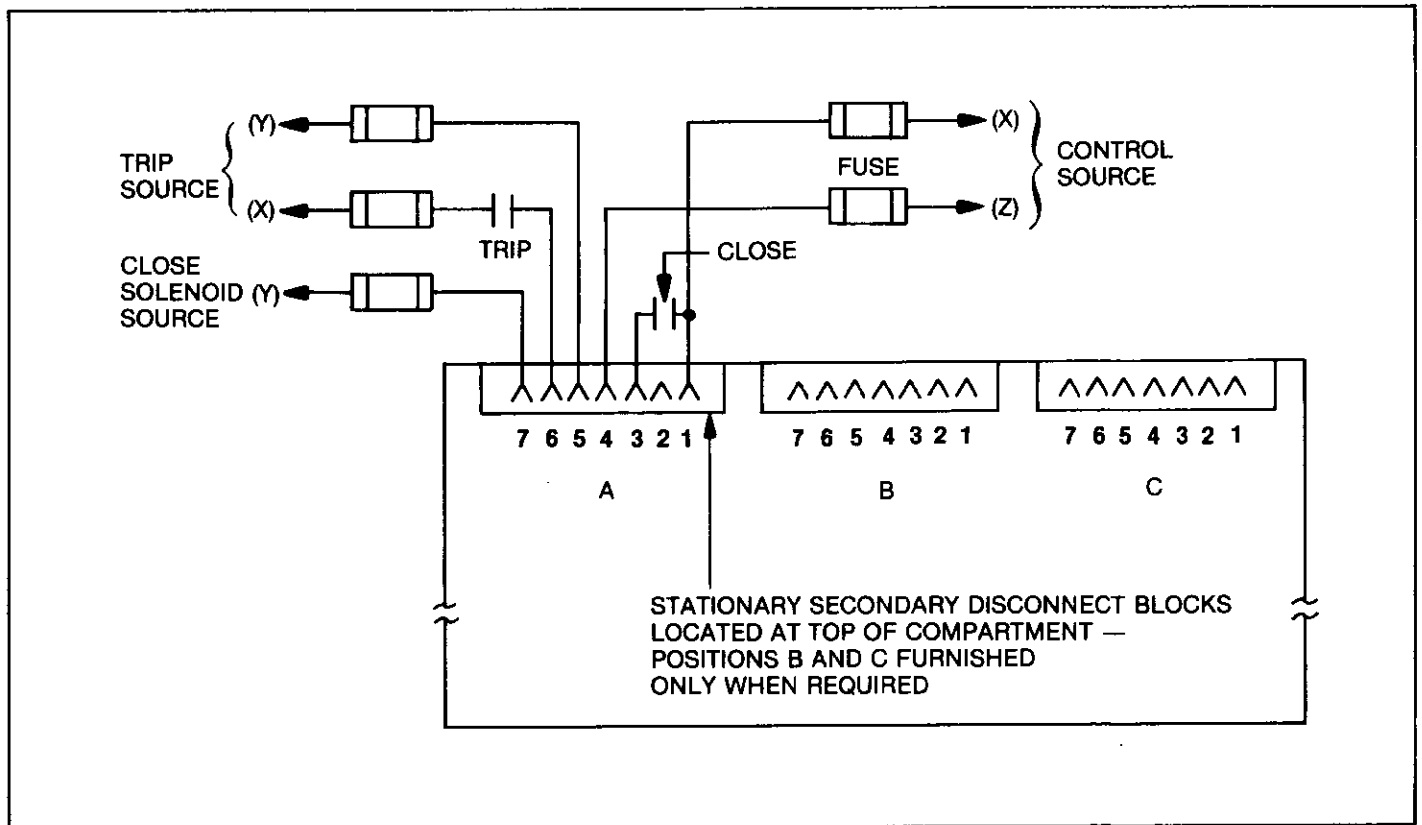 TRIP
SOURCE
(Y)
(X)
TRIP
CLOSE
SOLENOID (Y)
SOURCE
FUSE
(X)
(Z)
CONTROL
SOURCE
CLOSE
7 6 5 4 3 2 1
A
7 6 5 4 3 2 1
B
7 6 5 4 3 2 1
C
STATIONARY SECONDARY DISCONNECT BLOCKS
LOCATED AT TOP OF COMPARTMENT —
POSITIONS B AND C FURNISHED
ONLY WHEN REQUIRED